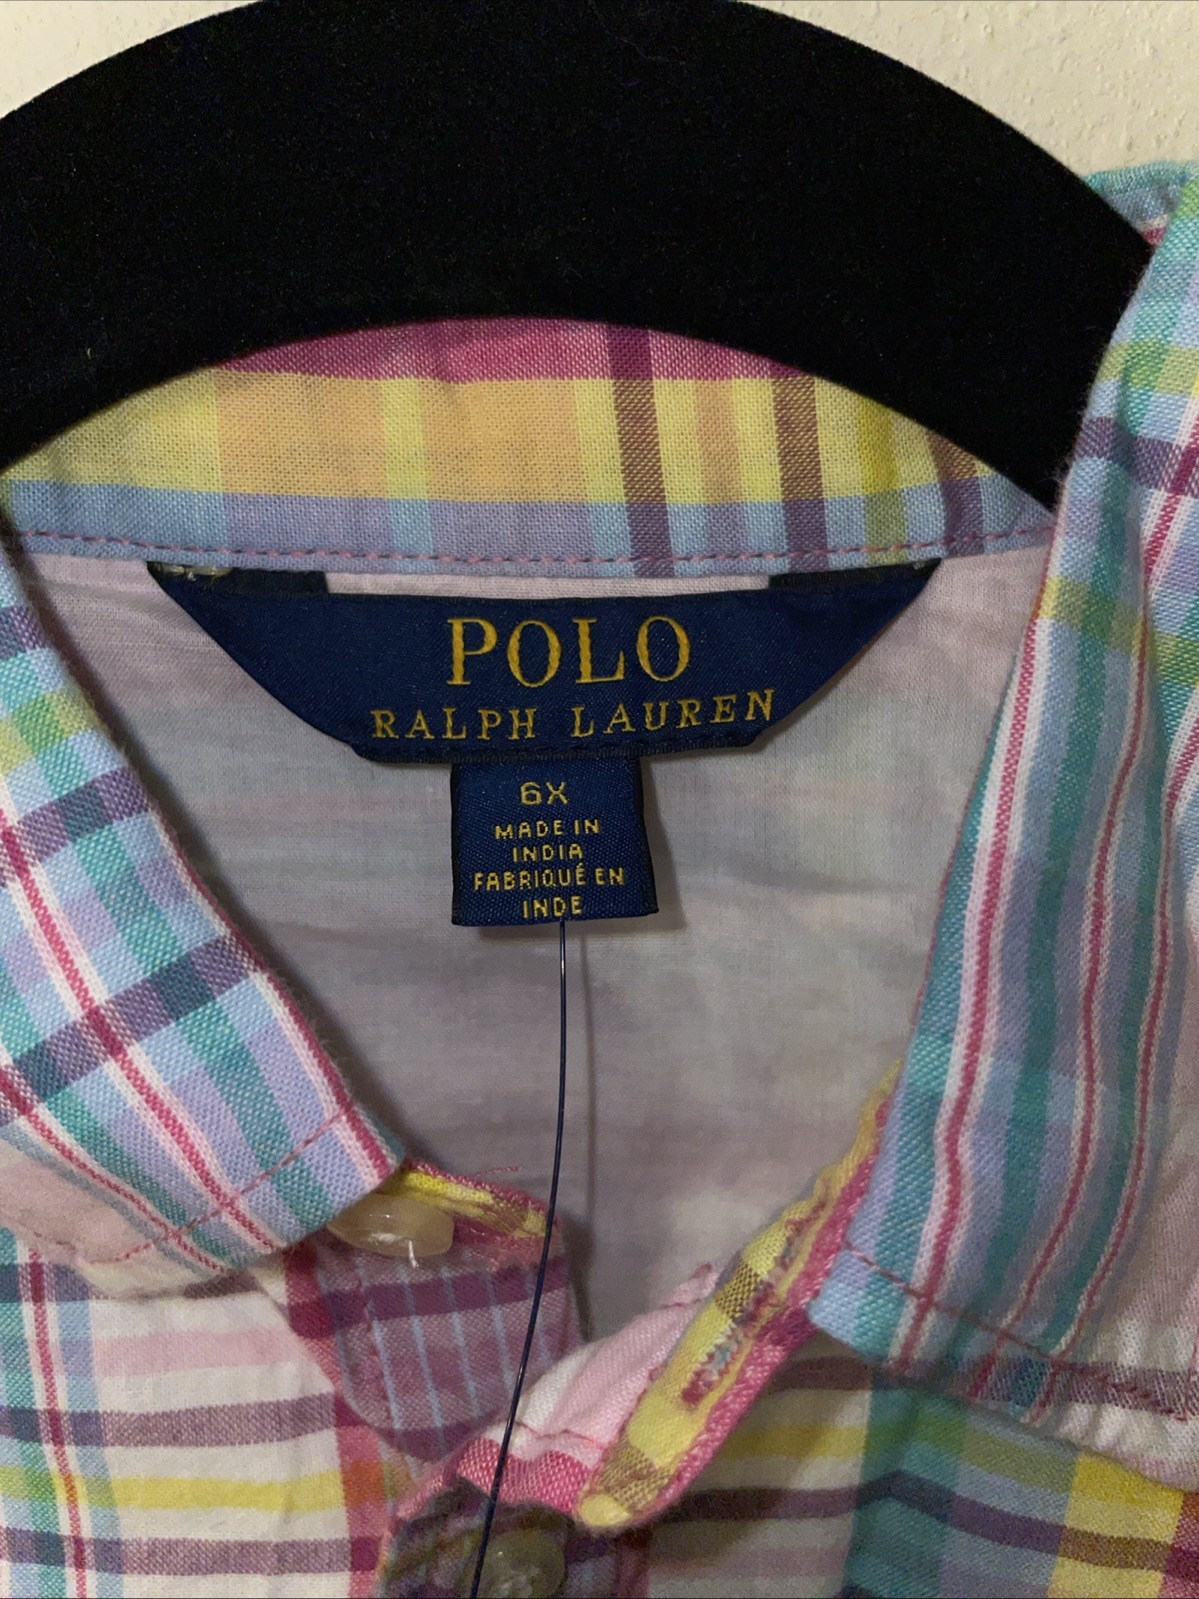 POLO
RALPH LAUREN
6X
MADE IN
INDIA
FABRIQUÉ EN
INDE